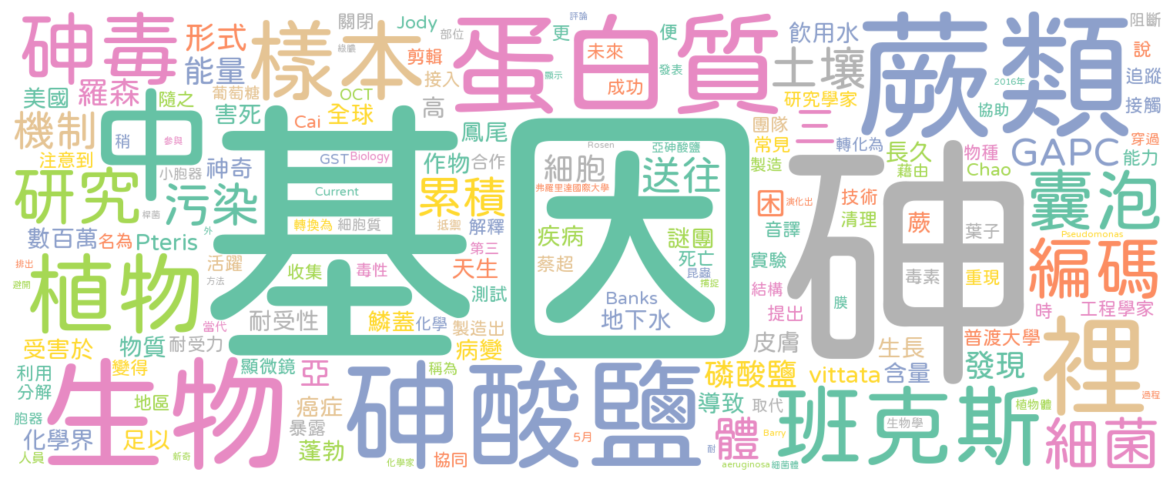 砷毒
形式
能量
樣本
關閉
綠膿
Jody
部位
剪輯
接入
評論
蛋白質
更
顯示
未來
成功
便
發表
飲用水
土壤
蕨類
阻斷
說
追蹤
接觸
美國
羅森
隨之
葡萄糖
OCT
害死
全球
高
研究學家
2016年
協助
機制
中
稍
參與
Cai
鳳尾
Rosen
亞砷酸鹽
團隊
常見
三
轉化為
穿過
能力
注意到
小胞器
神奇
GST
Biology
作物
合作
細胞
送往
製造
長久
藉由
物種
Chao
GAPC
研究
污染
基因
Current
累積
弗羅里達國際大學
困
演化出
技術
清理
砷
蕨
葉子
囊泡
桿菌
轉換為
細胞質
抵禦
解釋
疾病
謎團
音譯
Pseudomonas
數百萬
名為
Pteris
外
第三
蔡超
死亡
昆蟲
捕捉
實驗
植物
排出
避開
活躍
方法
收集
毒性
天生
測試
結構
提出
毒素
重現
編碼
Banks
地下水
膜
時
工程學家
當代
耐受性
鱗蓋
化學
製造出
皮膚
生長
普渡大學
受害於
物質
耐受力
病變
裡
利用
分解
變得
顯微鏡
亞
稱為
磷酸鹽
vittata
含量
發現
生物
砷酸鹽
過程
地區
癌症
導致
取代
班克斯
植物體
胞器
化學界
足以
暴露
5月
體
Barry
生物學
細菌
人員
新奇
蓬勃
化學家
協同
耐
aeruginosa
細菌體